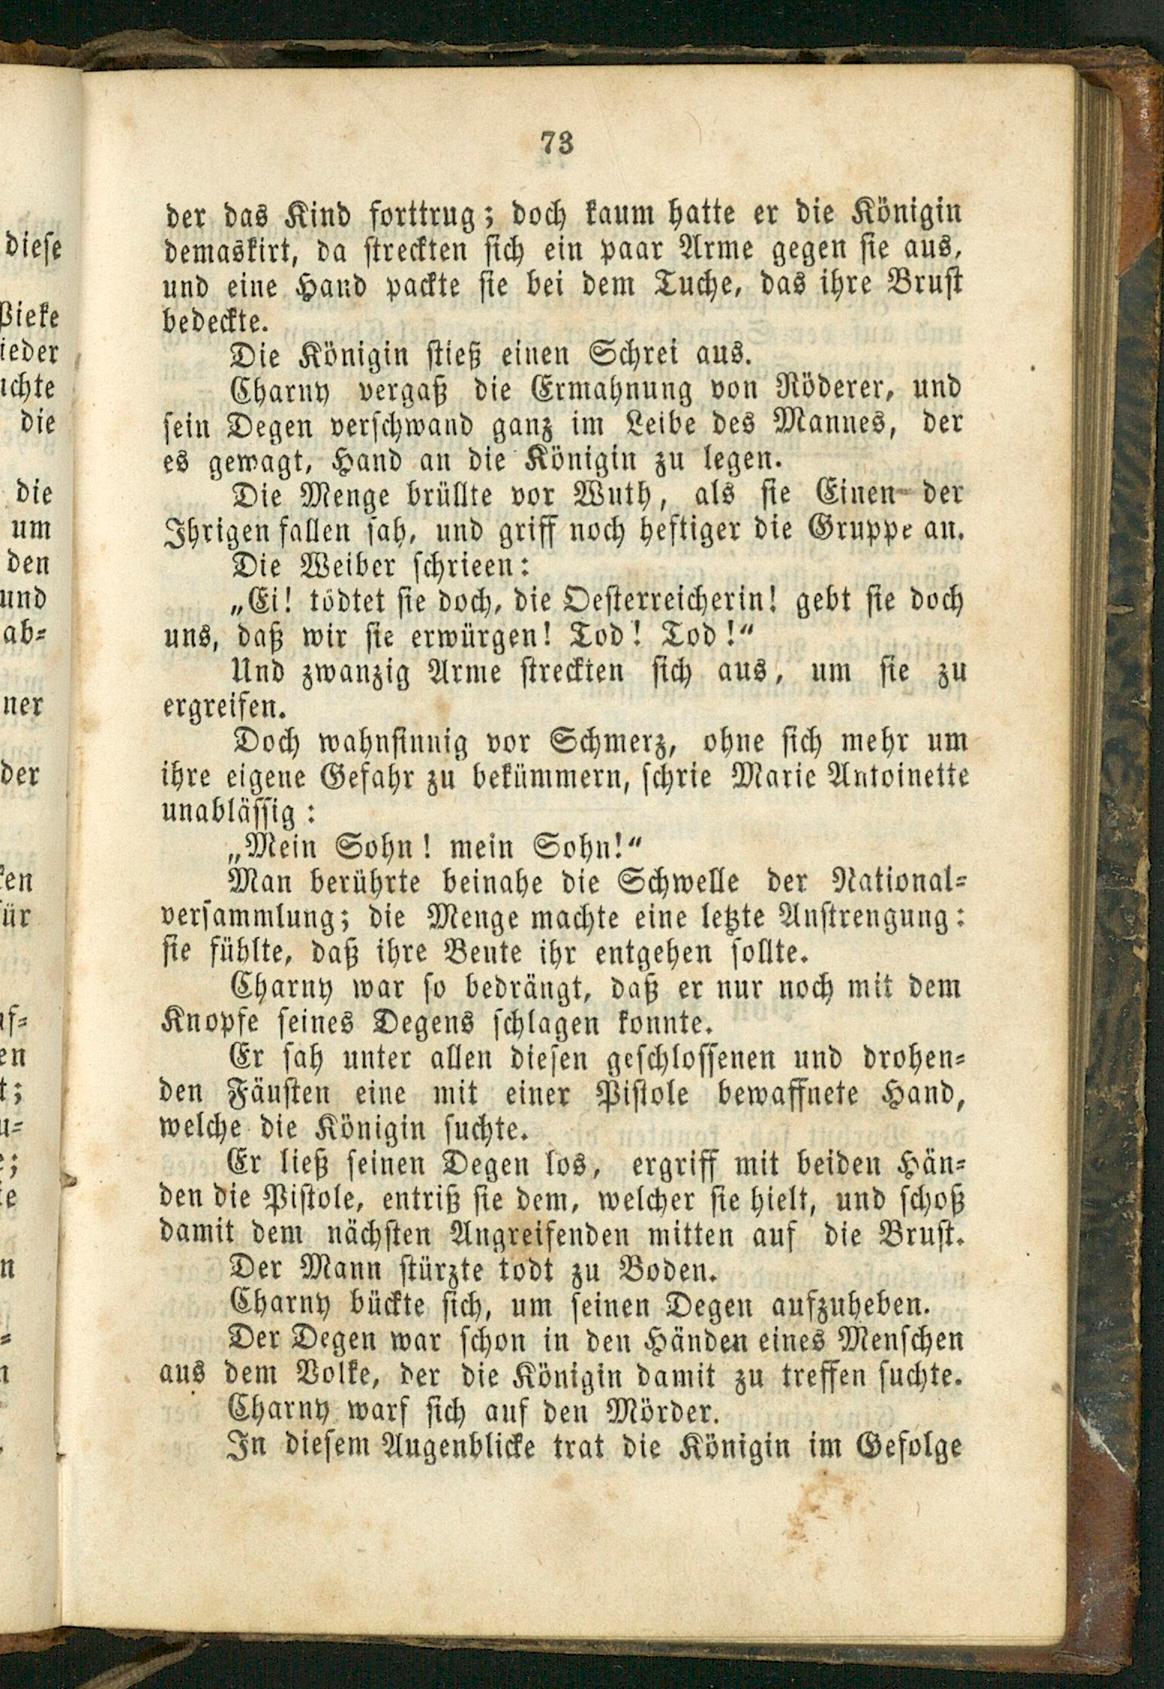 73
der das Kind forttrug; doch kaum hatte er die Königin
demaskirt, da streckten sich ein paar Arme gegen sie aus,
und eine Hand packte sie bei dem Tuche, das ihre Brust
bedeckte.
Die Königin stieß einen Schrei aus.
Charny vergaß die Ermahnung von Röderer, und
sein Degen verschwand ganz im Leibe des Mannes, der
es gewagt, Hand an die Königin zu legen.
Die Menge brüllte vor Wuth, als sie Einen der
Ihrigen fallen sah, und griff noch heftiger die Gruppe an.
Die Weiber schrieen:
„Ei! tödtet sie doch, die Oesterreicherin! gebt sie doch
uns, daß wir sie erwürgen! Tod! Tod!“
Und zwanzig Arme streckten sich aus, um sie zu
ergreifen.
Doch wahnsinnig vor Schmerz, ohne sich mehr um
ihre eigene Gefahr zu bekümmern, schrie Marie Antoinette
unablässig:
„Mein Sohn! mein Sohn!“
Man berührte beinahe die Schwelle der National-
versammlung; die Menge machte eine letzte Anstrengung:
sie fühlte, daß ihre Beute ihr entgehen sollte.
Charny war so bedrängt, daß er nur noch mit dem
Knopfe seines Degens schlagen konnte.
Er sah unter allen diesen geschlossenen und drohen-
den Fäusten eine mit einer Pistole bewaffnete Hand,
welche die Königin suchte.
Er ließ seinen Degen los, ergriff mit beiden Hän-
den die Pistole, entriß sie dem, welcher sie hielt, und schoß
damit dem nächsten Angreifenden mitten auf die Brust.
Der Mann stürzte todt zu Boden.
Charny bückte sich, um seinen Degen aufzuheben.
Der Degen war schon in den Händen eines Menschen
aus dem Volke, der die Königin damit zu treffen suchte.
Charny warf sich auf den Mörder.
In diesem Augenblicke trat die Königin im Gefolge